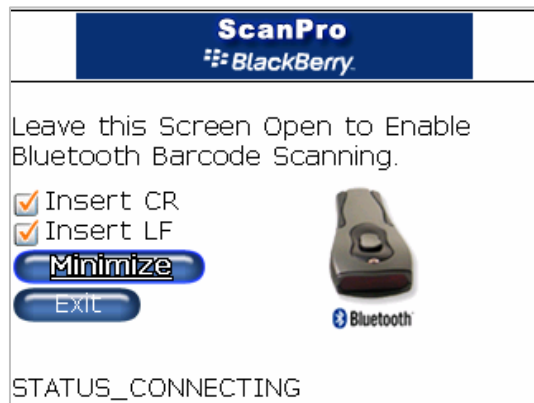 ScanPro
BlackBerry
Leave this Screen Open to Enable
Bluetooth Barcode Scanning.
Insert CR
Insert LF
Minimize
Exit
Bluetooth
STATUS_CONNECTING